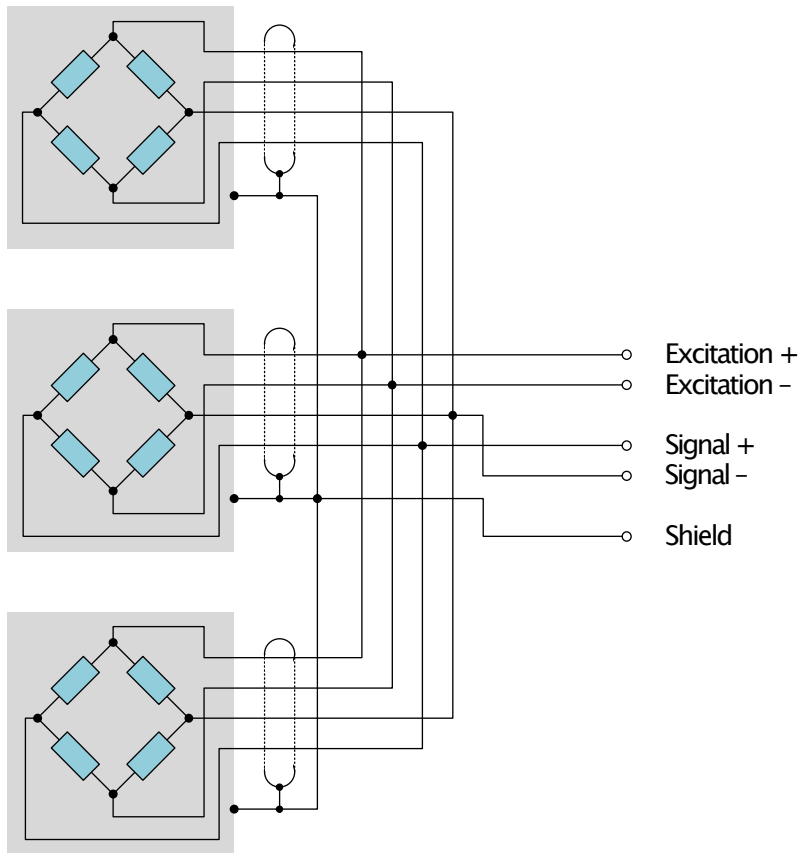 Excitation +
Excitation –
Signal +
Signal –
Shield